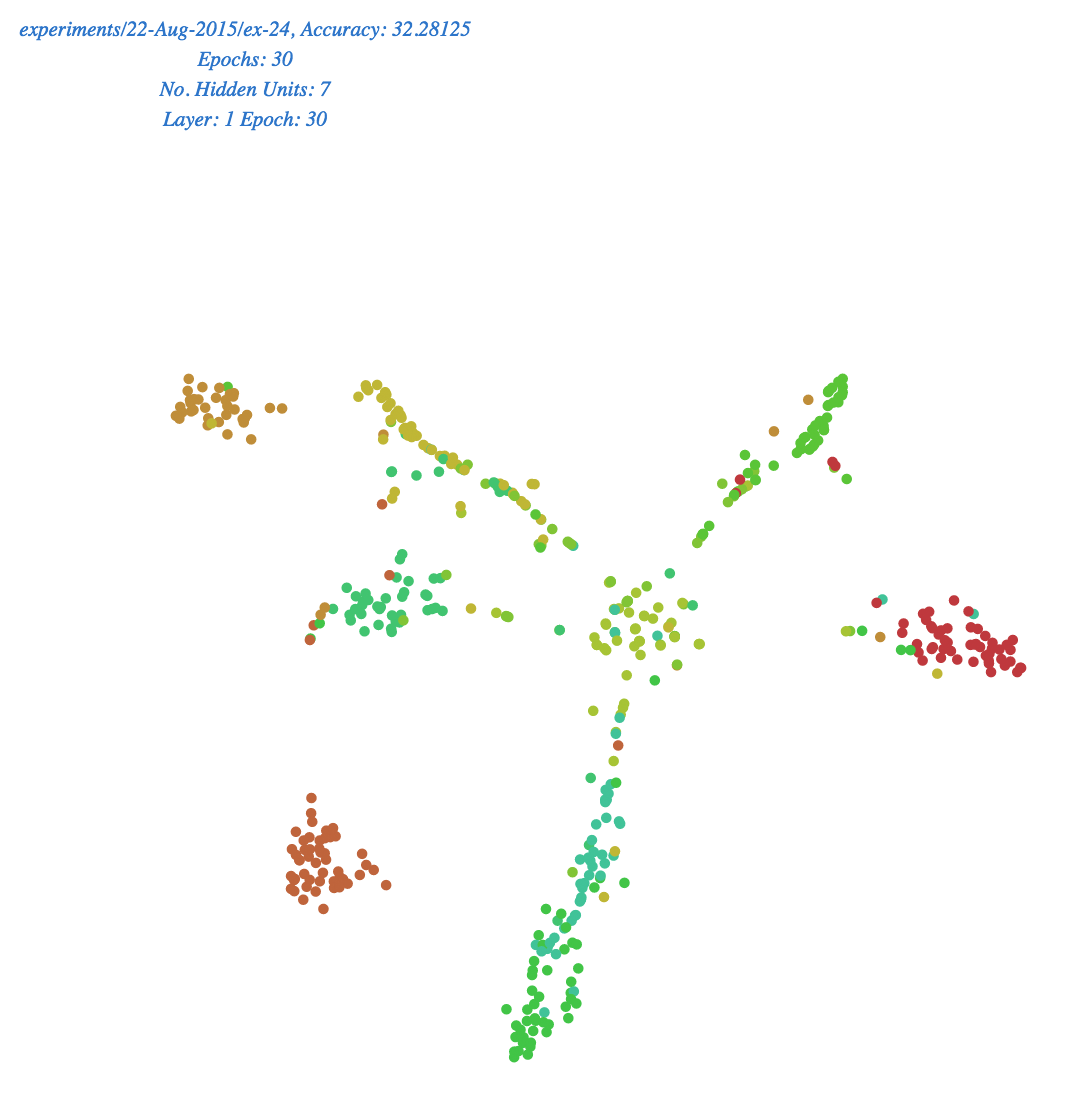 experiments/22-Aug-2015/ex-24, Accuracy: 32.28125
Epochs: 30
No. Hidden Units: 7
Layer: 1 Epoch: 30